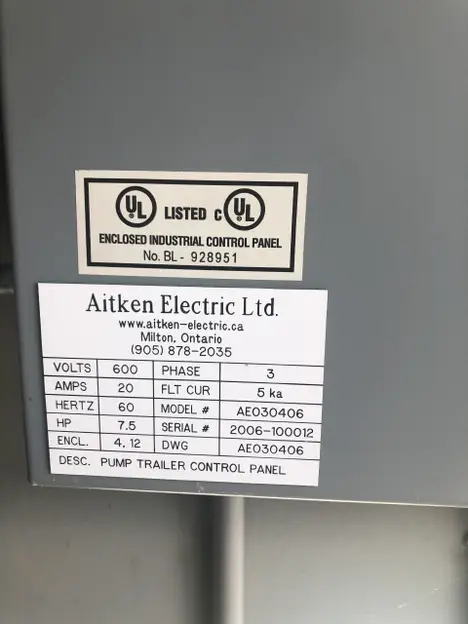 UL LISTED C UL
ENCLOSED INDUSTRIAL CONTROL PANEL
No. BL - 928951
Aitken Electric Ltd.
www.aitken-electric.ca
Milton, Ontario
(905) 878-2035
VOLTS 600 PHASE 3
AMPS 20 FLT CUR 5 ka
HERTZ 60 MODEL # AE030406
HP 7.5 SERIAL # 2006-100012
ENCL. 4, 12 DWG AE030406
DESC. PUMP TRAILER CONTROL PANEL